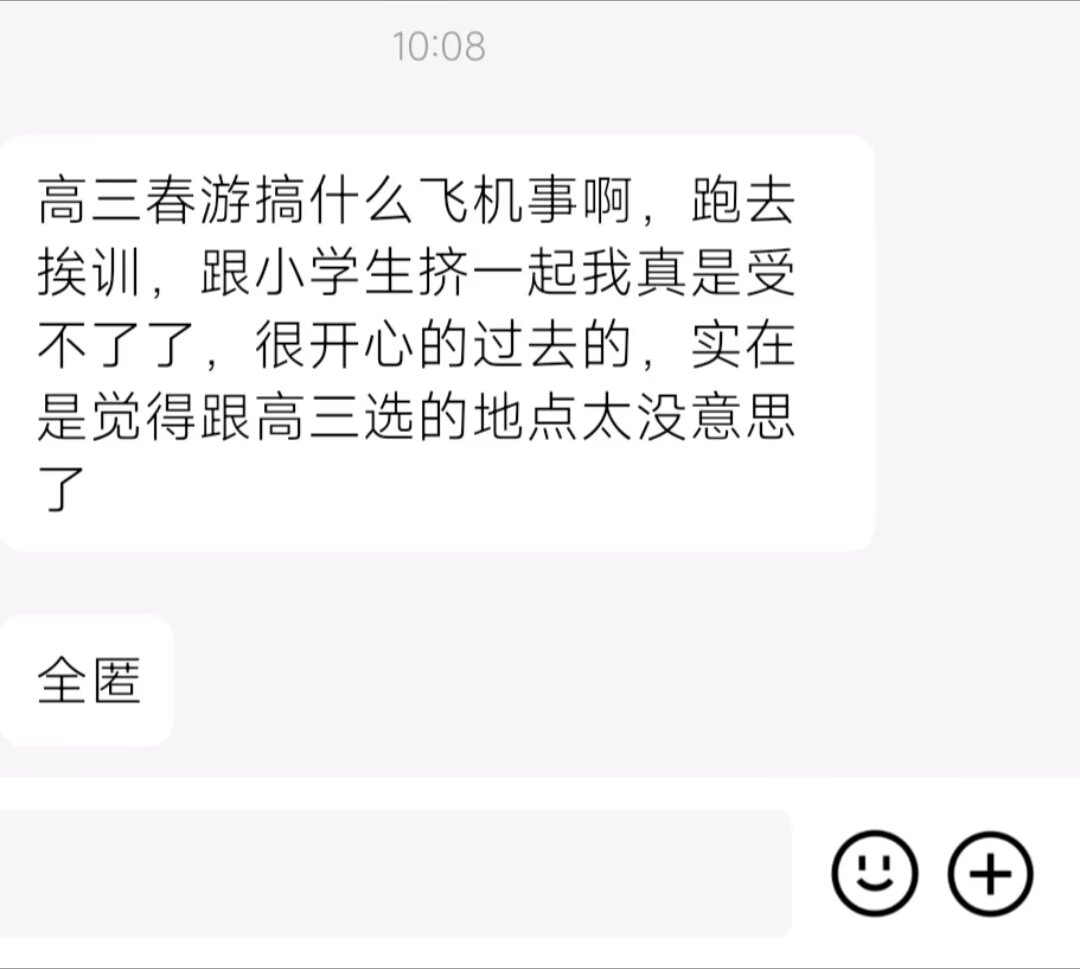 10:08
高三春游搞什么飞机事啊，跑去
挨训，跟小学生挤一起我真是受
不了了，很开心的过去的，实在
是觉得跟高三选的地点太没意思
了
全匿